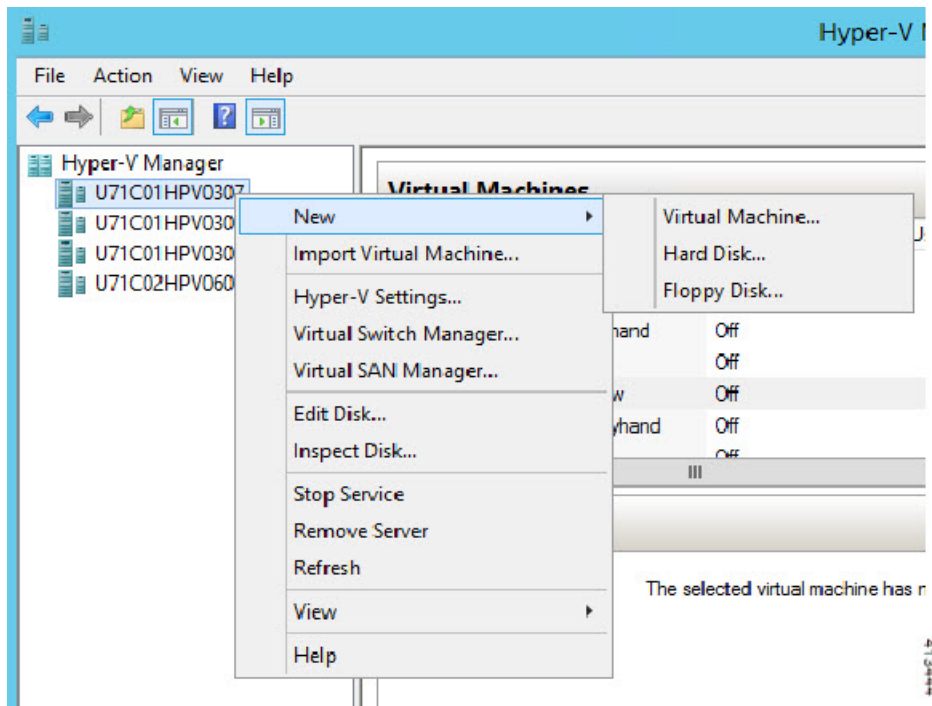 Hyper-V
File Action View Help
Hyper-V Manager
U71C01HPV0307
U71C01HPV030
U71C01HPV030
U71C02HPV060
Virtual Machines
New
Import Virtual Machine...
Hyper-V Settings...
Virtual Switch Manager...
Virtual SAN Manager...
Edit Disk...
Inspect Disk...
Stop Service
Remove Server
Refresh
View
Help
Virtual Machine...
Hard Disk...
Floppy Disk...
hand Off
Off
w Off
yhand Off
Off
The selected virtual machine has n
413444